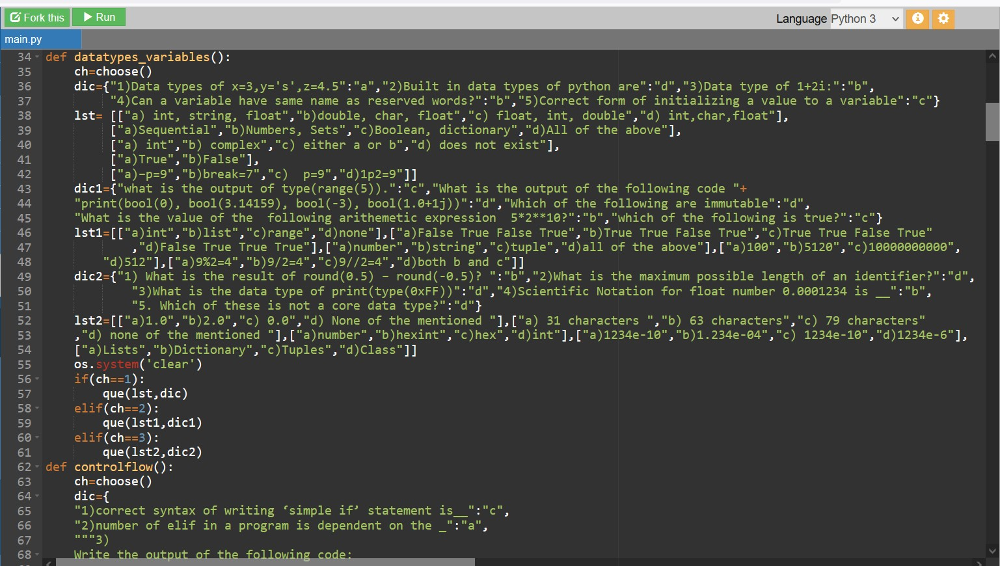 Fork this Run Language Python 3
main.py
34 def datatypes_variables():
35     ch=choose()
36     dic={"1)Data types of x=3,y='s',z=4.5":"a","2)Built in data types of python are":"d","3)Data type of 1+2i:":"b",
37          "4)Can a variable have same name as reserved words?":"b","5)Correct form of initializing a value to a variable":"c"}
38     lst= [["a) int, string, float","b)double, char, float","c) float, int, double","d) int,char,float"],
39          ["a)Sequential","b)Numbers, Sets","c)Boolean, dictionary","d)All of the above"],
40          ["a) int","b) complex","c) either a or b","d) does not exist"],
41          ["a)True","b)False"],
42          ["a)-p=9","b)break=7","c)  p=9","d)1p2=9"]]
43     dic1={"what is the output of type(range(5)).":"c","What is the output of the following code "+
44     "print(bool(0), bool(3.14159), bool(-3), bool(1.0+1j))":"d","Which of the following are immutable":"d",
45     "What is the value of the  following arithemetic expression  5*2**10?":"b","which of the following is true?":"c"}
46     lst1=[["a)int","b)list","c)range","d)none"],["a)False True False True","b)True True False True","c)True True False True"
47             ,"d)False True True True"],["a)number","b)string","c)tuple","d)all of the above"],["a)100","b)5120","c)10000000000",
48         "d)512"],["a)9%2=4","b)9/2=4","c)9//2=4","d)both b and c"]]
49     dic2={"1) What is the result of round(0.5) - round(-0.5)? ":"b","2)What is the maximum possible length of an identifier?":"d",
50             "3)What is the data type of print(type(0xFF))":"d","4)Scientific Notation for float number 0.0001234 is __":"b",
51             "5. Which of these is not a core data type?":"d"}
52     lst2=[["a)1.0","b)2.0","c) 0.0","d) None of the mentioned "],["a) 31 characters ","b) 63 characters","c) 79 characters"
53     ,"d) none of the mentioned "],["a)number","b)hexint","c)hex","d)int"],["a)1234e-10","b)1.234e-04","c) 1234e-10","d)1234e-6"],
54     ["a)Lists","b)Dictionary","c)Tuples","d)Class"]]
55     os.system('clear')
56     if(ch==1):
57         que(lst,dic)
58     elif(ch==2):
59         que(lst1,dic1)
60     elif(ch==3):
61         que(lst2,dic2)
62 def controlflow():
63     ch=choose()
64     dic={
65     "1)correct syntax of writing ‘simple if’ statement is__":"c",
66     "2)number of elif in a program is dependent on the _":"a",
67     """3)
68     Write the output of the following code: